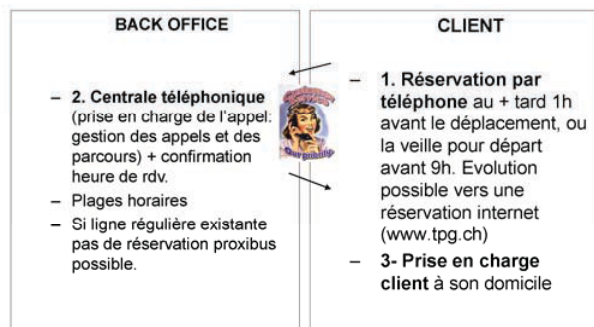 BACK OFFICE
– 2. Centrale téléphonique
(prise en charge de l'appel:
gestion des appels et des
parcours) + confirmation
heure de rdv.
– Plages horaires
– Si ligne régulière existante
pas de réservation proxibus
possible.
CLIENT
– 1. Réservation par
téléphone au + tard 1h
avant le déplacement, ou
la veille pour départ
avant 9h. Evolution
possible vers une
réservation internet
(www.tpg.ch)
– 3- Prise en charge
client à son domicile